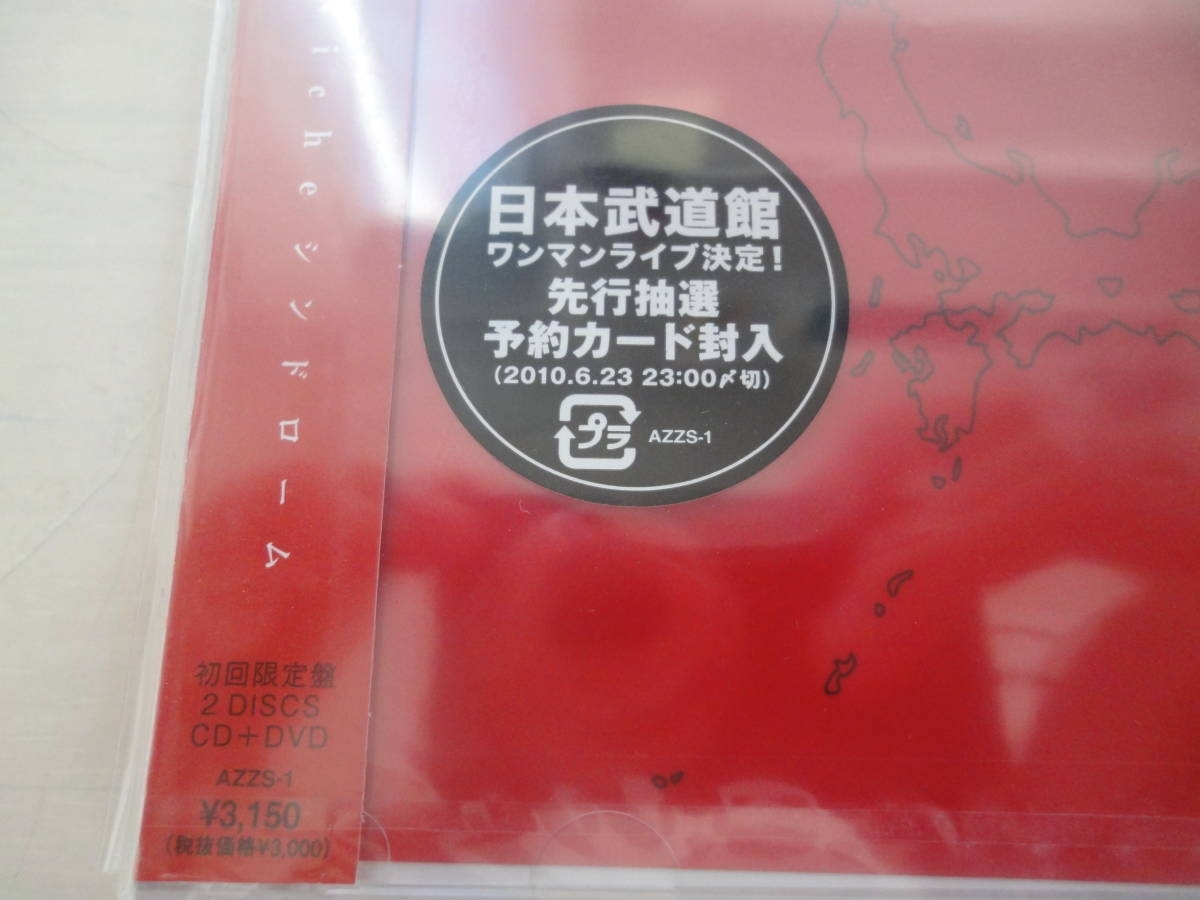 icheシンドローム
初回限定盤
2 DISCS
CD+DVD
AZZS-1
¥3,150
(税抜価格¥3,000)
日本武道館
ワンマンライブ決定!
先行抽選
予約カード封入
(2010.6.23 23:00〆切)
プラ
AZZS-1